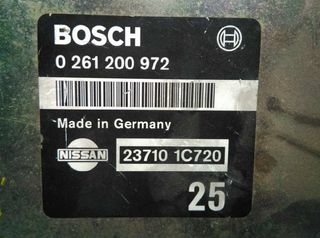 BOSCH
0 261 200 972
Made in Germany
NISSAN 23710 1C720
25